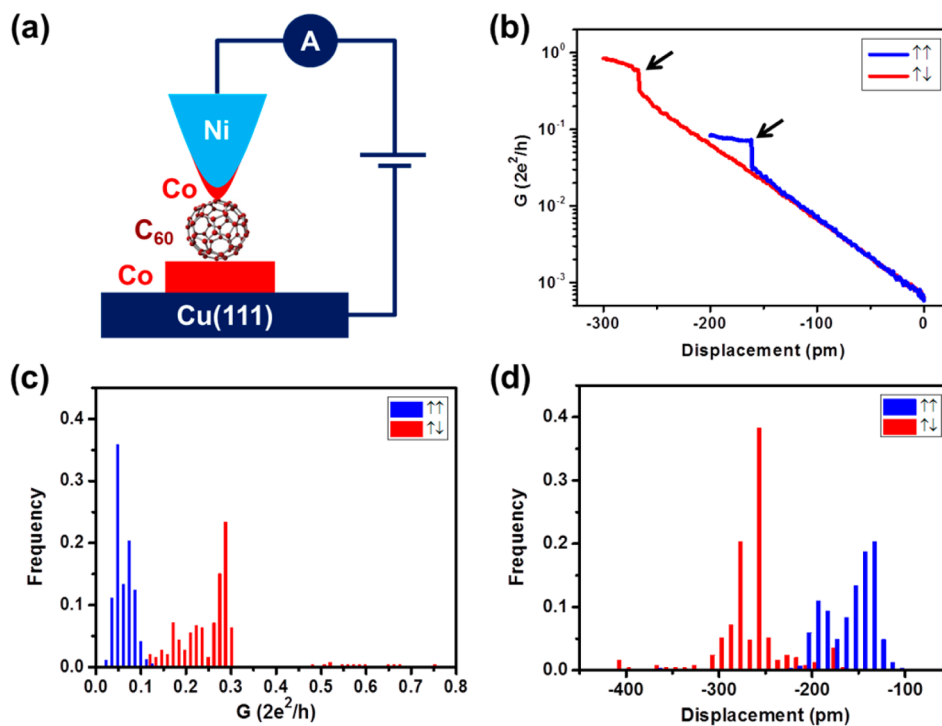 (a)
A
Ni
Co
C60
Co
Cu(111)
(b)
G (2e²/h)
10⁰
10⁻¹
10⁻²
10⁻³
↑↑
↑↓
-300 -200 -100 0
Displacement (pm)
(c)
Frequency
0.4
0.3
0.2
0.1
0.0
↑↑
↑↓
0.0 0.1 0.2 0.3 0.4 0.5 0.6 0.7 0.8
G (2e²/h)
(d)
Frequency
0.4
0.3
0.2
0.1
0.0
↑↑
↑↓
-400 -300 -200 -100
Displacement (pm)